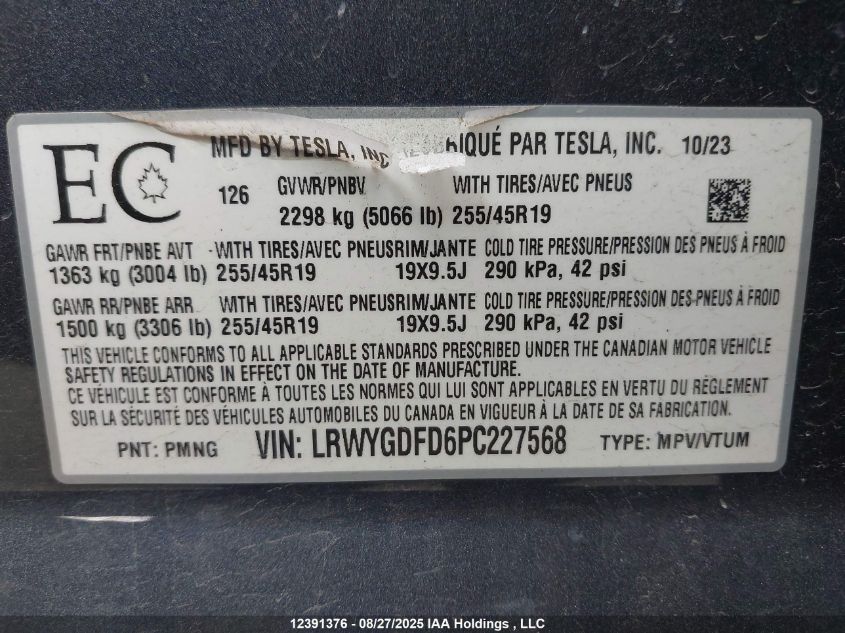 EC
MFD BY TESLA, INC RIQUÉ PAR TESLA, INC. 10/23
126 GVWR/PNBV WITH TIRES/AVEC PNEUS
2298 kg (5066 lb) 255/45R19
GAWR FRT/PNBE AVT -WITH TIRES/AVEC PNEUSRIM/JANTE COLD TIRE PRESSURE/PRESSION DES PNEUS À FROID
1363 kg (3004 lb) 255/45R19 19X9.5J 290 kPa, 42 psi
GAWR RR/PNBE ARR WITH TIRES/AVEC PNEUSRIM/JANTE COLD TIRE PRESSURE/PRESSION DES PNEUS À FROID
1500 kg (3306 lb) 255/45R19 19X9.5J 290 kPa, 42 psi
THIS VEHICLE CONFORMS TO ALL APPLICABLE STANDARDS PRESCRIBED UNDER THE CANADIAN MOTOR VEHICLE
SAFETY REGULATIONS IN EFFECT ON THE DATE OF MANUFACTURE.
CE VÉHICULE EST CONFORME À TOUTES LES NORMES QUI LUI SONT APPLICABLES EN VERTU DU RÈGLEMENT
SUR LA SÉCURITÉ DES VÉHICULES AUTOMOBILES DU CANADA EN VIGUEUR À LA DATE DE SA FABRICATION.
PNT: PMNG VIN: LRWYGDFD6PC227568 TYPE: MPV/VTUM
12391376 - 08/27/2025 IAA Holdings , LLC